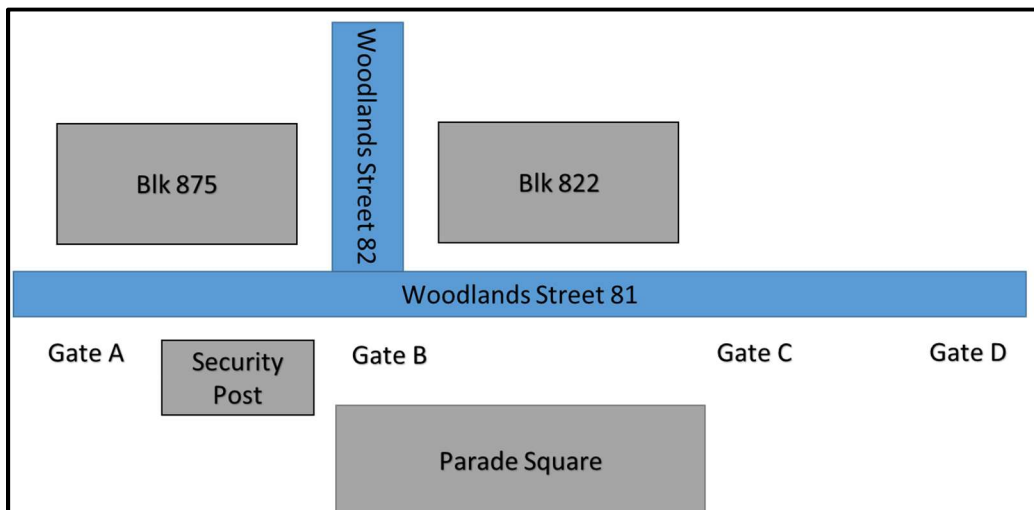 Woodlands Street 82
Blk 875
Blk 822
Woodlands Street 81
Gate A
Security
Post
Gate B
Gate C
Gate D
Parade Square